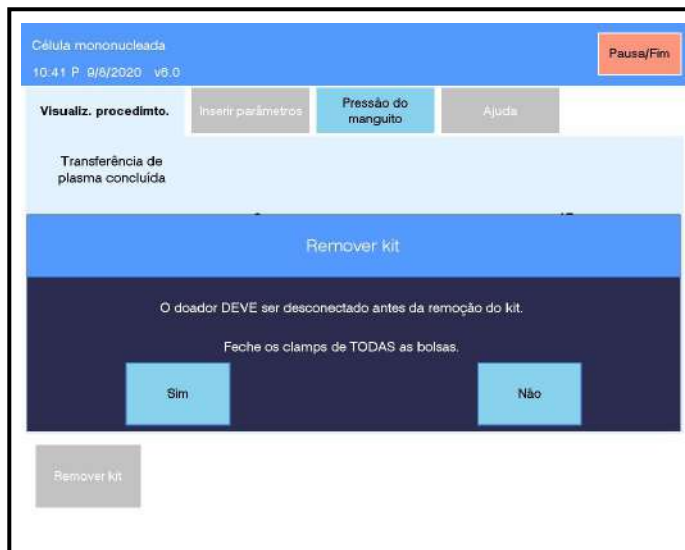 Célula mononucleada
Pausa/Fim
10:41 P 9/8/2020 v6.0
Visualiz. procedimto.
Inserir parâmetros
Pressão do
manguito
Ajuda
Transferência de
plasma concluída
Remover kit
O doador DEVE ser desconectado antes da remoção do kit.
Feche os clamps de TODAS as bolsas.
Sim
Não
Remover kit